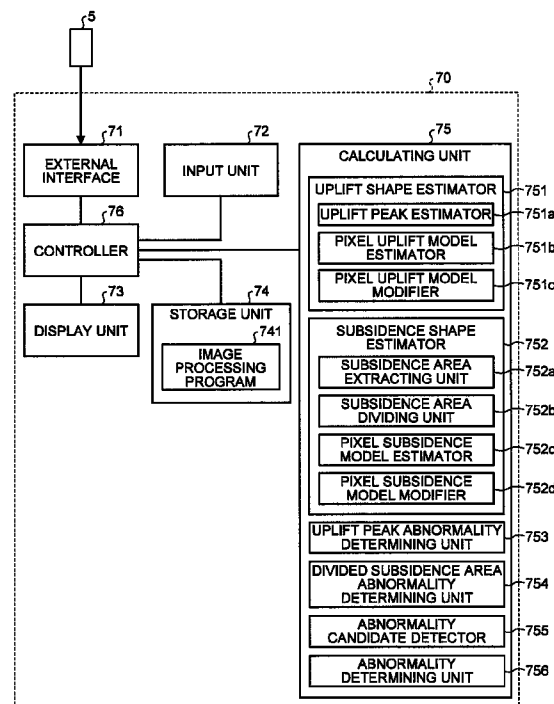 5
70
71
EXTERNAL
INTERFACE
72
INPUT UNIT
75
CALCULATING UNIT
76
CONTROLLER
73
DISPLAY UNIT
74
STORAGE UNIT
741
IMAGE
PROCESSING
PROGRAM
UPLIFT SHAPE ESTIMATOR
751
UPLIFT PEAK ESTIMATOR
751a
PIXEL UPLIFT MODEL
ESTIMATOR
751b
PIXEL UPLIFT MODEL
MODIFIER
751c
SUBSIDENCE SHAPE
ESTIMATOR
752
SUBSIDENCE AREA
EXTRACTING UNIT
752a
SUBSIDENCE AREA
DIVIDING UNIT
752b
PIXEL SUBSIDENCE
MODEL ESTIMATOR
752c
PIXEL SUBSIDENCE
MODEL MODIFIER
752d
UPLIFT PEAK ABNORMALITY
DETERMINING UNIT
753
DIVIDED SUBSIDENCE AREA
ABNORMALITY
DETERMINING UNIT
754
ABNORMALITY
CANDIDATE DETECTOR
755
ABNORMALITY
DETERMINING UNIT
756